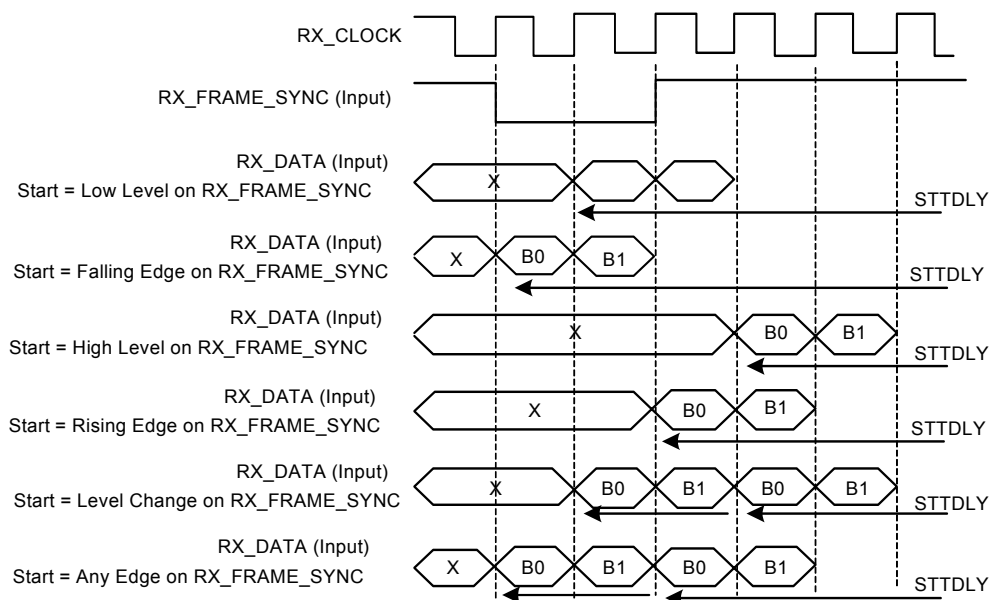 RX_CLOCK
RX_FRAME_SYNC (Input)
RX_DATA (Input)
Start = Low Level on RX_FRAME_SYNC
X
STTDLY
RX_DATA (Input)
Start = Falling Edge on RX_FRAME_SYNC
X B0 B1
STTDLY
RX_DATA (Input)
Start = High Level on RX_FRAME_SYNC
X B0 B1
STTDLY
RX_DATA (Input)
Start = Rising Edge on RX_FRAME_SYNC
X B0 B1
STTDLY
RX_DATA (Input)
Start = Level Change on RX_FRAME_SYNC
X B0 B1 B0 B1
STTDLY
RX_DATA (Input)
Start = Any Edge on RX_FRAME_SYNC
X B0 B1 B0 B1
STTDLY